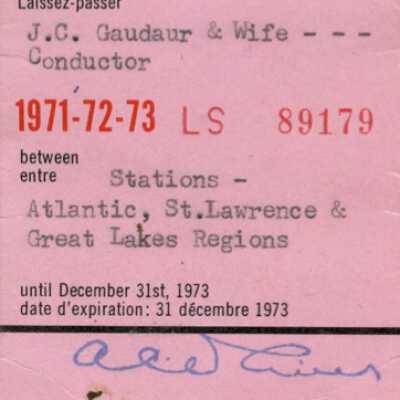 Laissez-passer
J.C. Gaudaur & Wife - - -
Conductor
1971-72-73 LS 89179
between
entre
Stations -
Atlantic, St.Lawrence &
Great Lakes Regions
until December 31st, 1973
date d'expiration: 31 décembre 1973